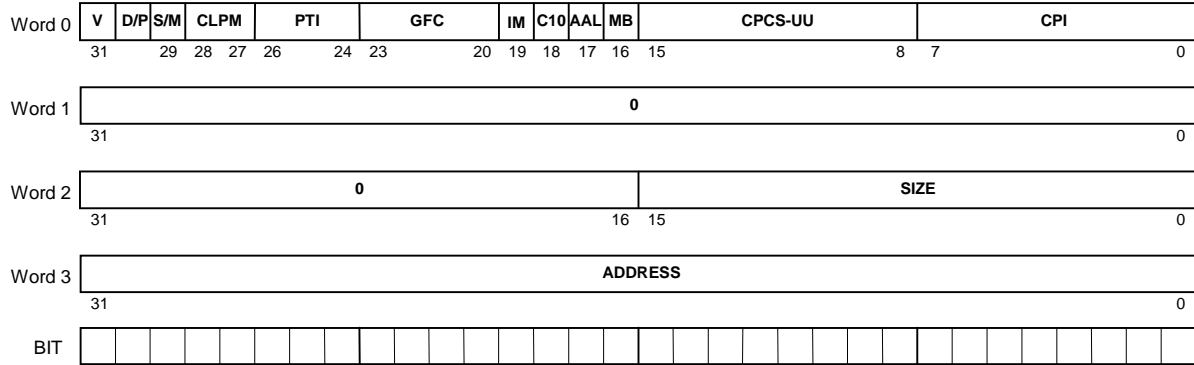 Word 0 V D/P S/M CLPM PTI GFC IM C10 AAL MB CPCS-UU CPI
31 29 28 27 26 24 23 20 19 18 17 16 15 8 7 0
Word 1 0
31 0
Word 2 0 SIZE
31 16 15 0
Word 3 ADDRESS
31 0
BIT